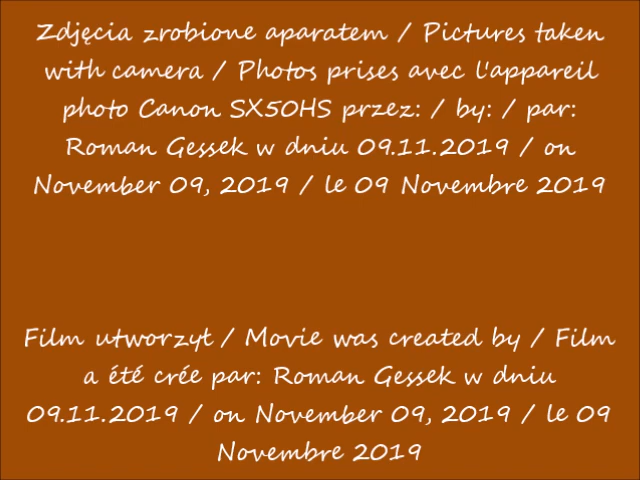 Zdjęcia zrobione aparatem / Pictures taken
with camera / Photos prises avec l'appareil
photo Canon SX50HS przez: / by: / par:
Roman Gessek w dniu 09.11.2019 / on
November 09, 2019 / le 09 Novembre 2019
Film utworzył / Movie was created by / Film
a été crée par: Roman Gessek w dniu
09.11.2019 / on November 09, 2019 / le 09
Novembre 2019